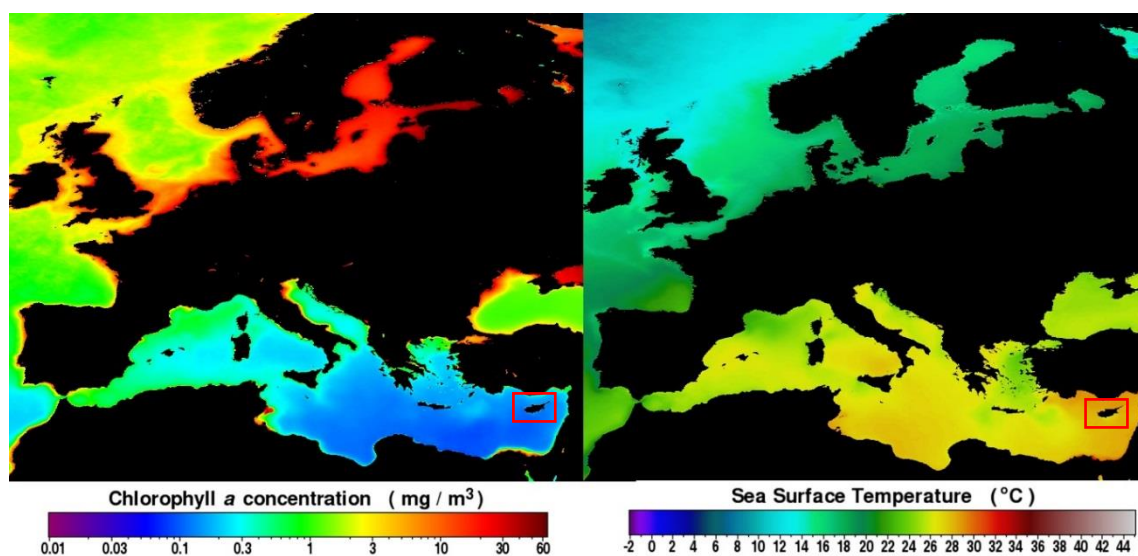 Chlorophyll a concentration ( mg / m³ )
0.01 0.03 0.1 0.3 1 3 10 30 60
Sea Surface Temperature ( °C )
-2 0 2 4 6 8 10 12 14 16 18 20 22 24 26 28 30 32 34 36 38 40 42 44